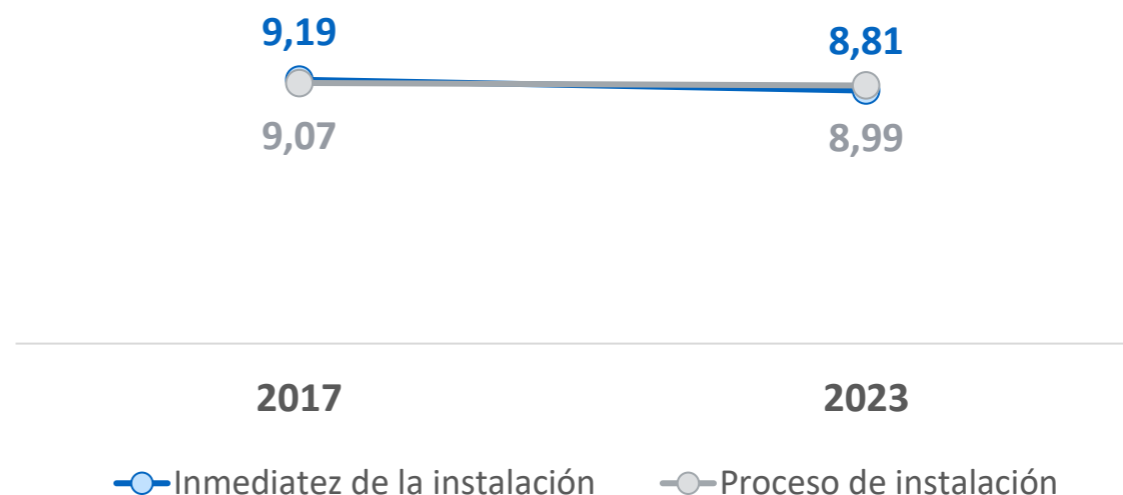 9,19 8,81
9,07 8,99
2017 2023
Inmediatez de la instalación Proceso de instalación